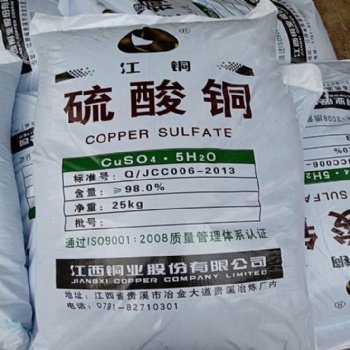 ®
江铜
硫酸铜
COPPER SULFATE
CuSO4·5H2O
标准号：Q/JCC006-2013
含量：≥98.0%
净重：25kg
批号：
通过ISO9001:2008质量管理体系认证
江西铜业股份有限公司
JIANGXI COPPER COMPANY LIMITED
地址：江西省贵溪市冶金大道贵溪冶炼厂内
电话：0791-82710301